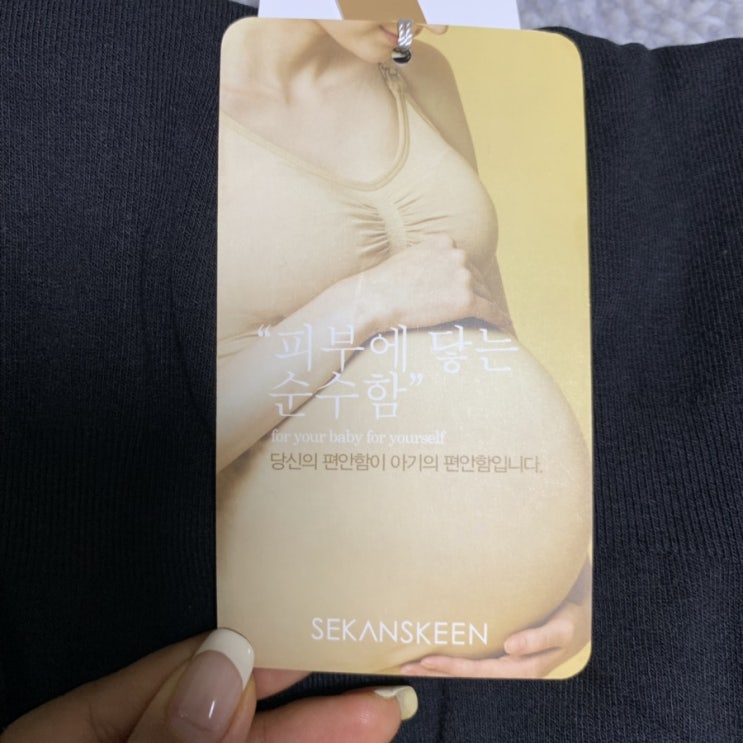 “피부에 닿는
순수함”
for your baby for yourself
당신의 편안함이 아기의 편안함입니다.
SEKANSKEEN